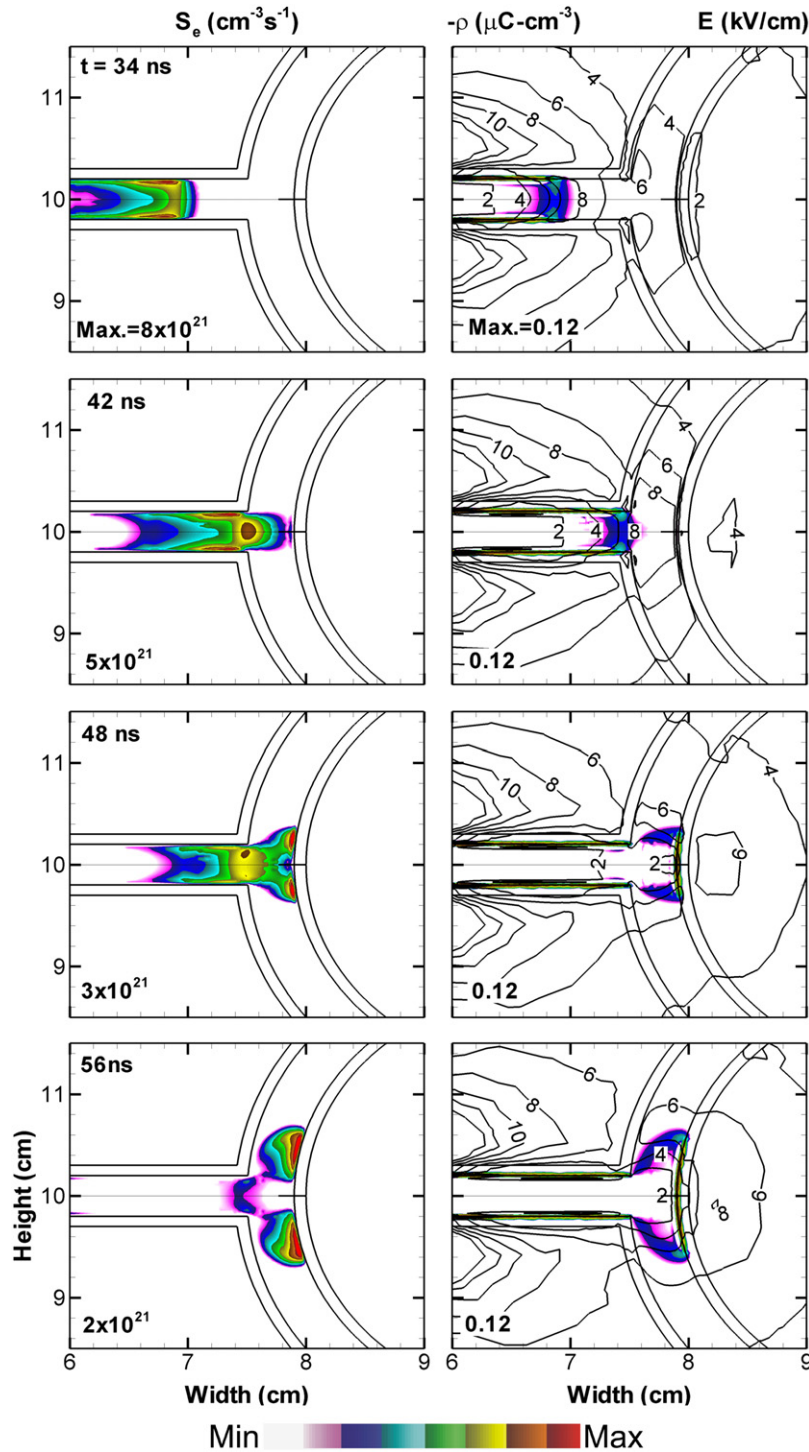 Sₑ (cm⁻³s⁻¹)
-ρ (μC-cm⁻³) E (kV/cm)
t = 34 ns
11
10
9
Max.=8x10²¹
4
6
8
10
4
6
2 4 8
2
Max.=0.12
42 ns
11
10
9
5x10²¹
4
6
8
10
6
8
2 4 8
4
0.12
48 ns
11
10
9
3x10²¹
6
8
10
4
6
2
2
6
0.12
56ns
11
10
9
2x10²¹
6
8
10
6
4
2
6
8
0.12
Height (cm)
6 7 8 9
6 7 8 9
Width (cm)
Width (cm)
Min Max